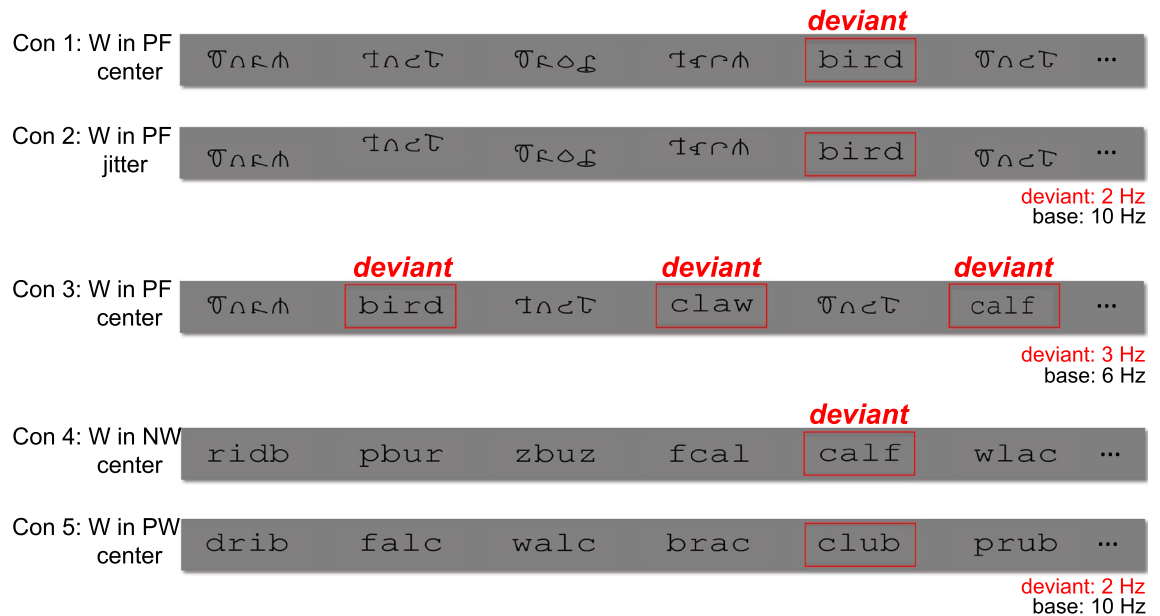 deviant
Con 1: W in PF center bird ...
Con 2: W in PF jitter bird ...
deviant: 2 Hz
base: 10 Hz
deviant deviant deviant
Con 3: W in PF center bird claw calf ...
deviant: 3 Hz
base: 6 Hz
deviant
Con 4: W in NW center ridb pbur zbuz fcal calf wlac ...
Con 5: W in PW center drib falc walc brac club prub ...
deviant: 2 Hz
base: 10 Hz